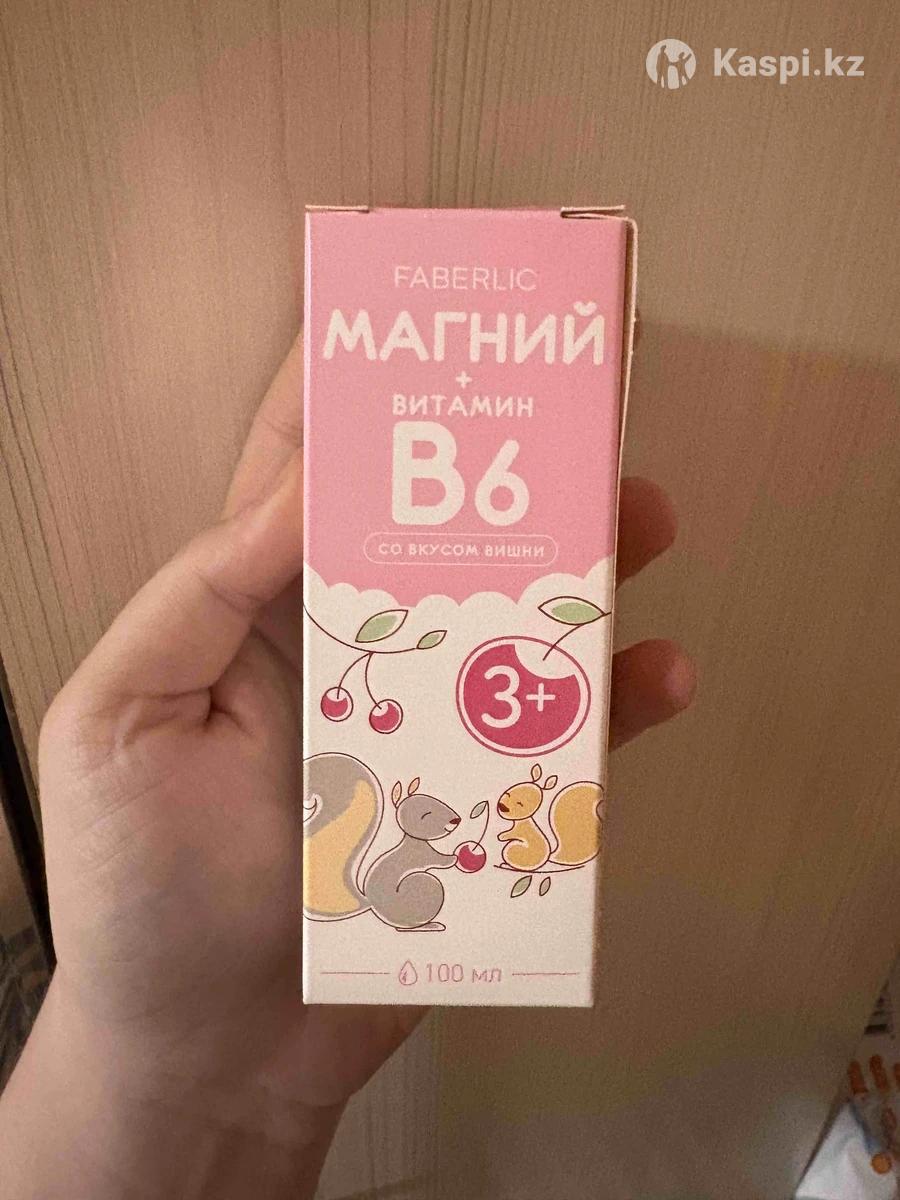 Kaspi.kz
FABERLIC
МАГНИЙ
+
ВИТАМИН
B6
СО ВКУСОМ ВИШНИ
3+
100 мл